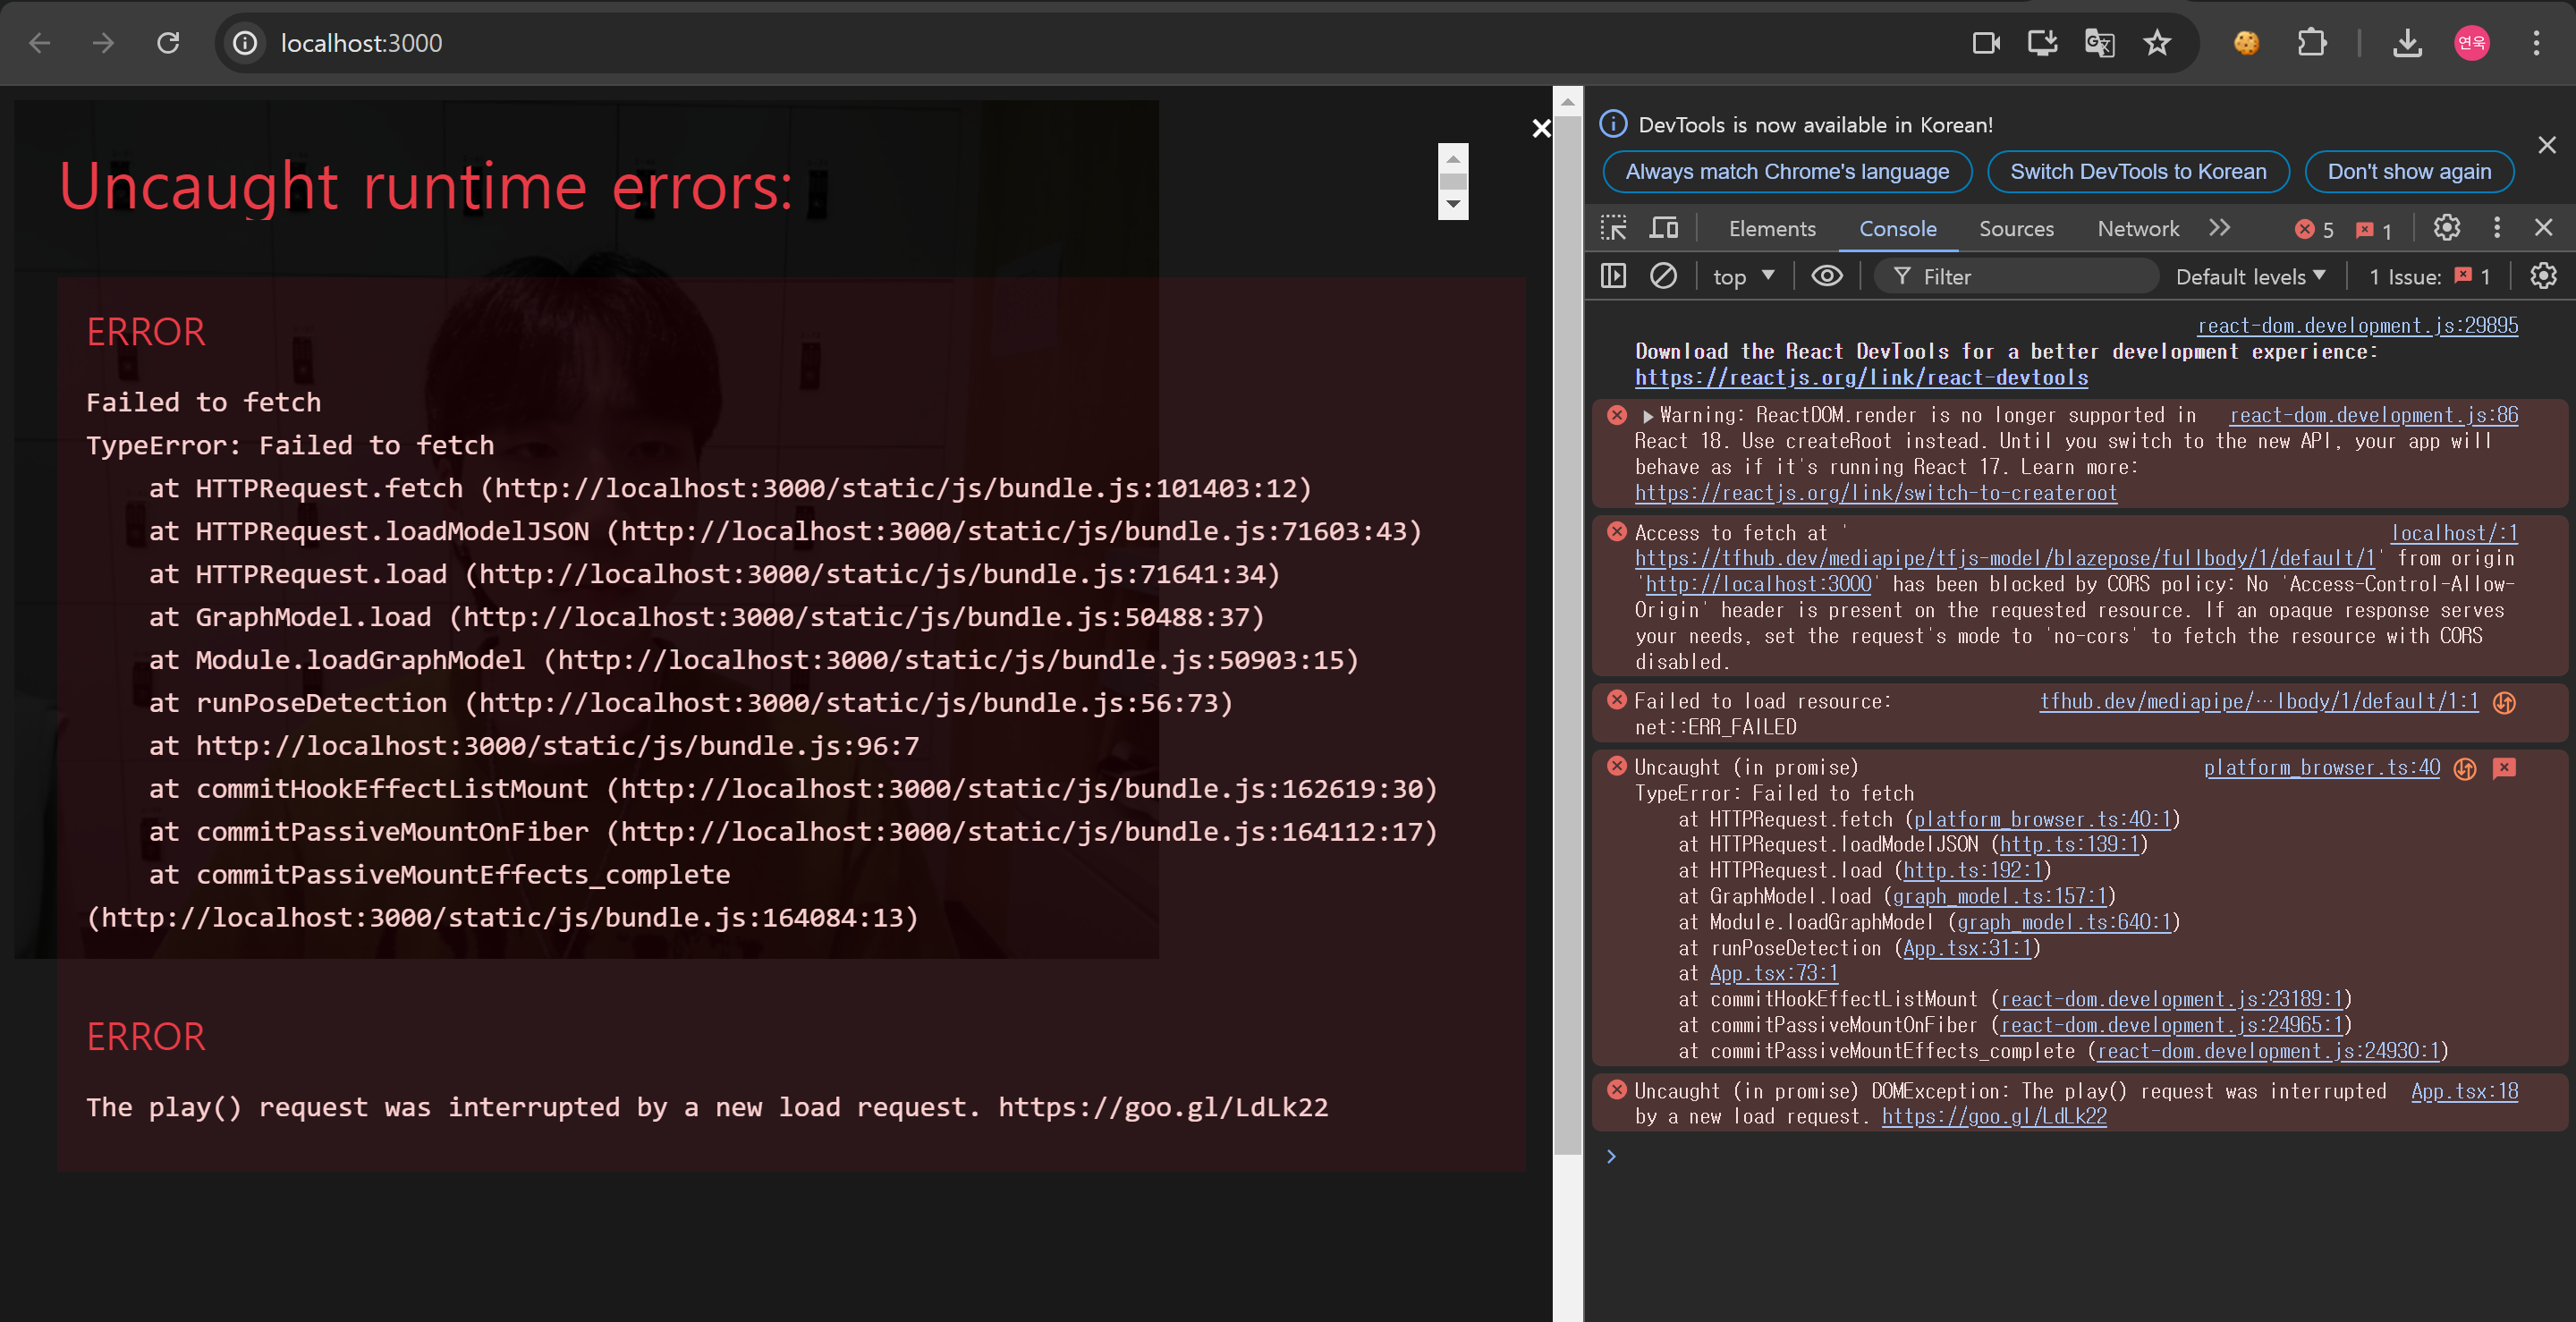 localhost:3000
연욱
Uncaught runtime errors:
×
ERROR
Failed to fetch
TypeError: Failed to fetch
at HTTPRequest.fetch (http://localhost:3000/static/js/bundle.js:101403:12)
at HTTPRequest.loadModelJSON (http://localhost:3000/static/js/bundle.js:71603:43)
at HTTPRequest.load (http://localhost:3000/static/js/bundle.js:71641:34)
at GraphModel.load (http://localhost:3000/static/js/bundle.js:50488:37)
at Module.loadGraphModel (http://localhost:3000/static/js/bundle.js:50903:15)
at runPoseDetection (http://localhost:3000/static/js/bundle.js:56:73)
at http://localhost:3000/static/js/bundle.js:96:7
at commitHookEffectListMount (http://localhost:3000/static/js/bundle.js:162619:30)
at commitPassiveMountOnFiber (http://localhost:3000/static/js/bundle.js:164112:17)
at commitPassiveMountEffects_complete
(http://localhost:3000/static/js/bundle.js:164084:13)
ERROR
The play() request was interrupted by a new load request. https://goo.gl/LdLk22
DevTools is now available in Korean!
Always match Chrome's language Switch DevTools to Korean Don't show again
Elements Console Sources Network 5 1
top Filter Default levels 1 Issue: 1
react-dom.development.js:29895
Download the React DevTools for a better development experience:
https://reactjs.org/link/react-devtools
Warning: ReactDOM.render is no longer supported in react-dom.development.js:86
React 18. Use createRoot instead. Until you switch to the new API, your app will
behave as if it's running React 17. Learn more:
https://reactjs.org/link/switch-to-createroot
Access to fetch at ' localhost/:1
https://tfhub.dev/mediapipe/tfjs-model/blazepose/fullbody/1/default/1' from origin
'http://localhost:3000' has been blocked by CORS policy: No 'Access-Control-Allow-
Origin' header is present on the requested resource. If an opaque response serves
your needs, set the request's mode to 'no-cors' to fetch the resource with CORS
disabled.
Failed to load resource: tfhub.dev/mediapipe/…lbody/1/default/1:1
net::ERR_FAILED
Uncaught (in promise) platform_browser.ts:40
TypeError: Failed to fetch
at HTTPRequest.fetch (platform_browser.ts:40:1)
at HTTPRequest.loadModelJSON (http.ts:139:1)
at HTTPRequest.load (http.ts:192:1)
at GraphModel.load (graph_model.ts:157:1)
at Module.loadGraphModel (graph_model.ts:640:1)
at runPoseDetection (App.tsx:31:1)
at App.tsx:73:1
at commitHookEffectListMount (react-dom.development.js:23189:1)
at commitPassiveMountOnFiber (react-dom.development.js:24965:1)
at commitPassiveMountEffects_complete (react-dom.development.js:24930:1)
Uncaught (in promise) DOMException: The play() request was interrupted App.tsx:18
by a new load request. https://goo.gl/LdLk22